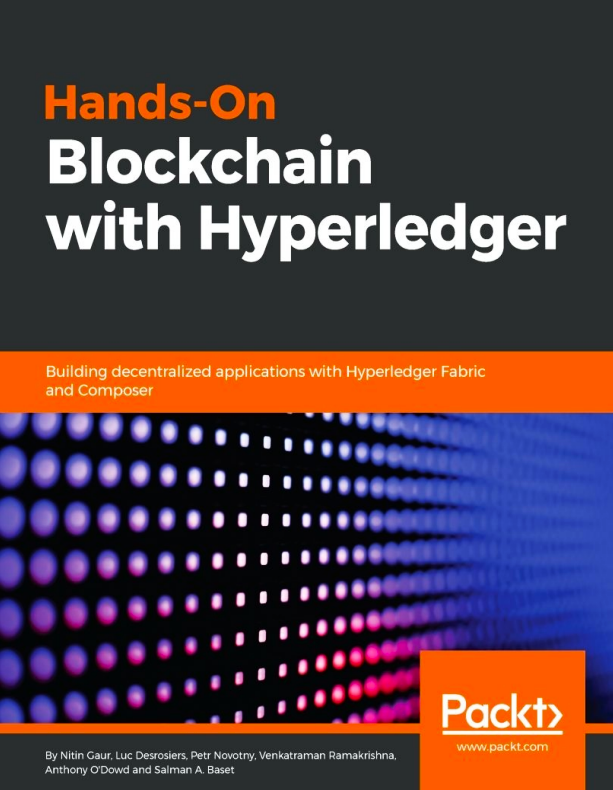 Hands-On
Blockchain
with Hyperledger
Building decentralized applications with Hyperledger Fabric
and Composer
Packt>
www.packt.com
By Nitin Gaur, Luc Desrosiers, Petr Novotny, Venkatraman Ramakrishna,
Anthony O'Dowd and Salman A. Baset